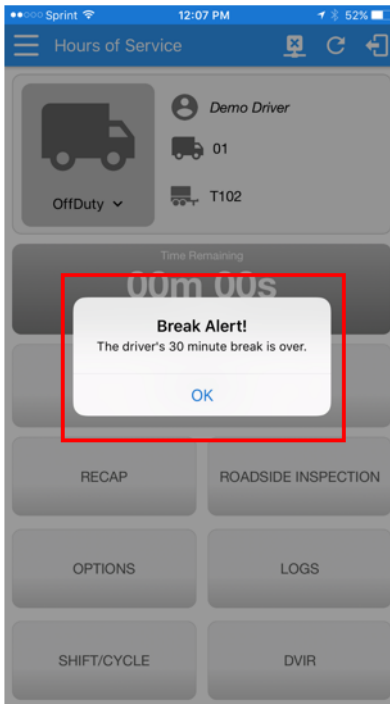 Sprint 12:07 PM 52%
Hours of Service
Demo Driver
01
OffDuty
T102
Time Remaining
00m 00s
Break Alert!
The driver's 30 minute break is over.
OK
RECAP ROADSIDE INSPECTION
OPTIONS LOGS
SHIFT/CYCLE DVIR